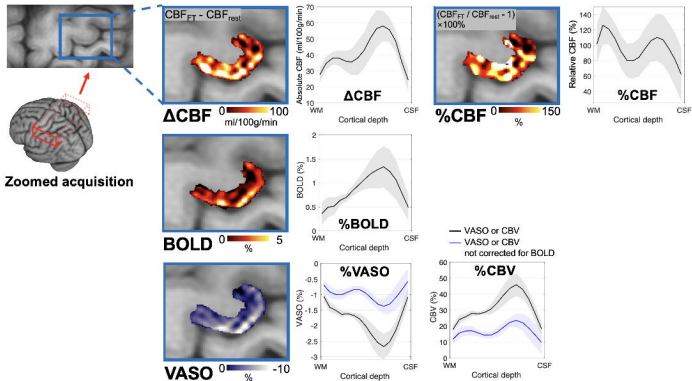 CBF_FT - CBF_rest
ΔCBF
0 100
ml/100g/min
Absolute CBF (ml/100g/min)
70
60
50
40
30
20
10
ΔCBF
WM CSF
Cortical depth
(CBF_FT / CBF_rest - 1)
×100%
%CBF
0 150
%
Relative CBF (%)
140
120
100
80
60
40
%CBF
WM CSF
Cortical depth
Zoomed acquisition
BOLD
0 5
%
BOLD (%)
2
1.5
1
0.5
0
%BOLD
WM CSF
Cortical depth
VASO
0 -10
%
%VASO
VASO (%)
0
-0.5
-1
-1.5
-2
-2.5
-3
WM CSF
Cortical depth
VASO or CBV
VASO or CBV
not corrected for BOLD
%CBV
CBV (%)
60
50
40
30
20
10
0
WM CSF
Cortical depth